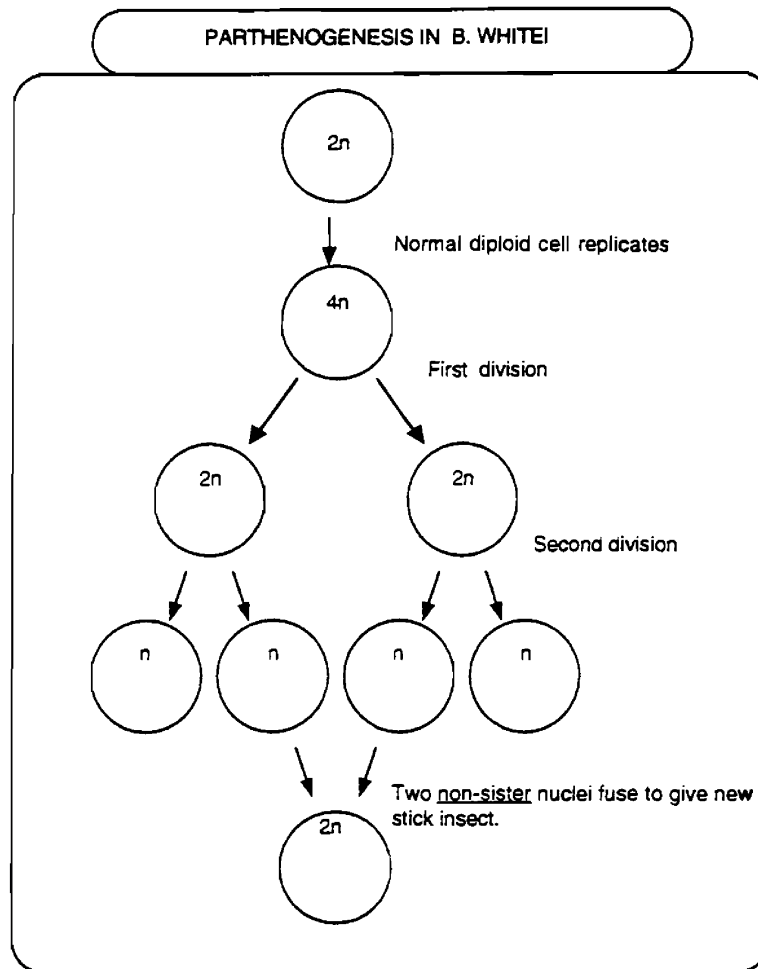 PARTHENOGENESIS IN B. WHITEI
2n
Normal diploid cell replicates
4n
First division
2n 2n
Second division
n n n n
Two non-sister nuclei fuse to give new
stick insect.
2n